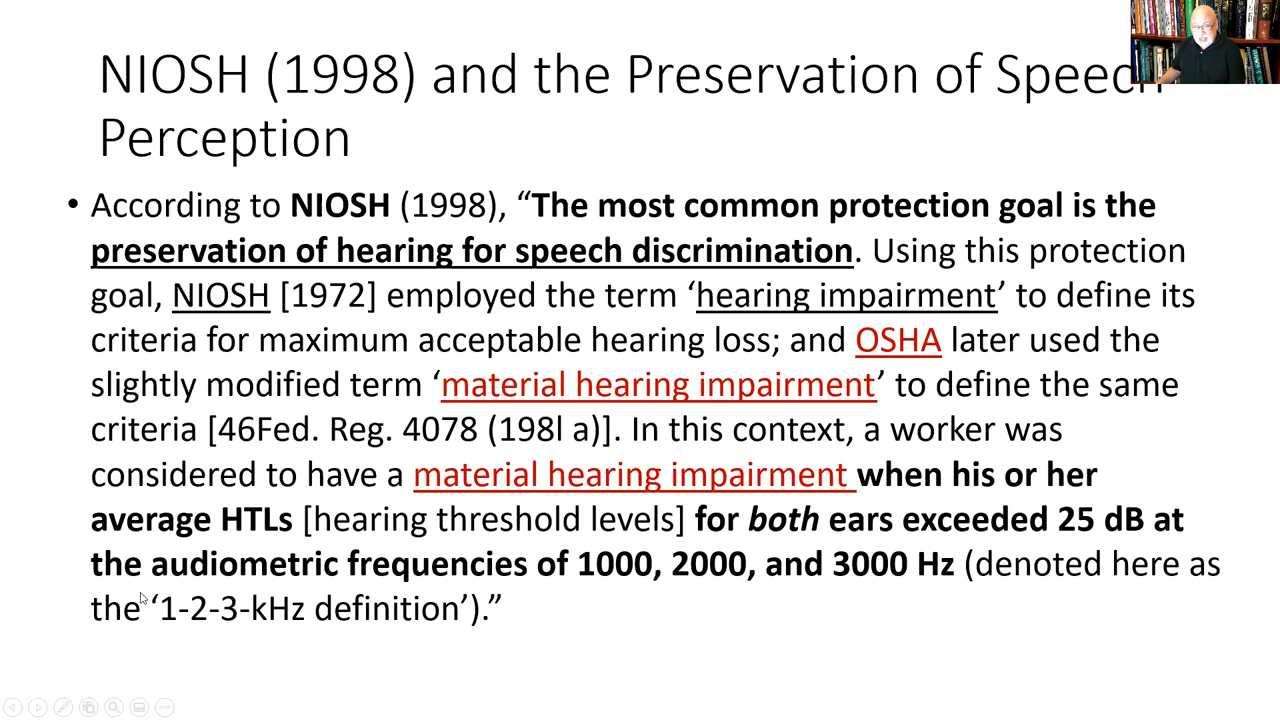 NIOSH (1998) and the Preservation of Speech
Perception
• According to NIOSH (1998), “The most common protection goal is the
preservation of hearing for speech discrimination. Using this protection
goal, NIOSH [1972] employed the term ‘hearing impairment’ to define its
criteria for maximum acceptable hearing loss; and OSHA later used the
slightly modified term ‘material hearing impairment’ to define the same
criteria [46Fed. Reg. 4078 (198l a)]. In this context, a worker was
considered to have a material hearing impairment when his or her
average HTLs [hearing threshold levels] for both ears exceeded 25 dB at
the audiometric frequencies of 1000, 2000, and 3000 Hz (denoted here as
the ‘1-2-3-kHz definition’).”